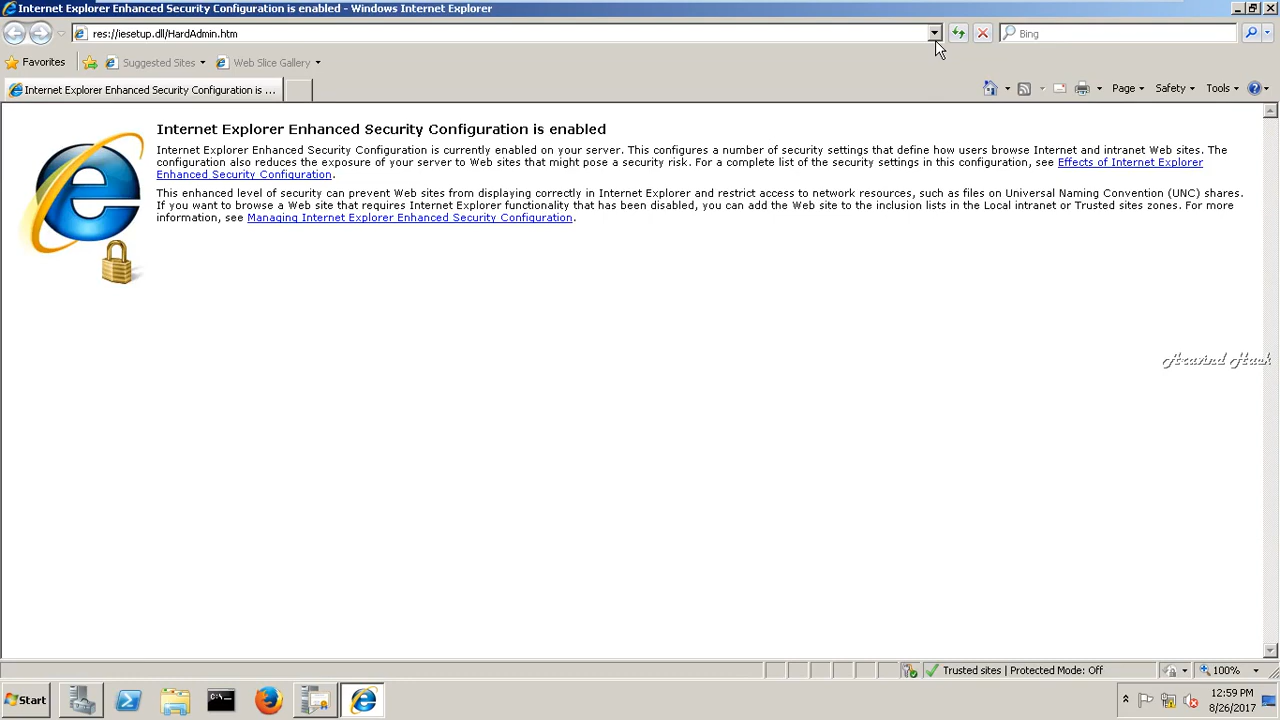 Internet Explorer Enhanced Security Configuration is enabled - Windows Internet Explorer
res://iesetup.dll/HardAdmin.htm
Bing
Favorites
Suggested Sites
Web Slice Gallery
Internet Explorer Enhanced Security Configuration is ...
Page
Safety
Tools
Internet Explorer Enhanced Security Configuration is enabled
Internet Explorer Enhanced Security Configuration is currently enabled on your server. This configures a number of security settings that define how users browse Internet and intranet Web sites. The
configuration also reduces the exposure of your server to Web sites that might pose a security risk. For a complete list of the security settings in this configuration, see Effects of Internet Explorer
Enhanced Security Configuration.
This enhanced level of security can prevent Web sites from displaying correctly in Internet Explorer and restrict access to network resources, such as files on Universal Naming Convention (UNC) shares.
If you want to browse a Web site that requires Internet Explorer functionality that has been disabled, you can add the Web site to the inclusion lists in the Local intranet or Trusted sites zones. For more
information, see Managing Internet Explorer Enhanced Security Configuration.
Aravind Hack
Trusted sites | Protected Mode: Off
100%
Start
12:59 PM
8/26/2017